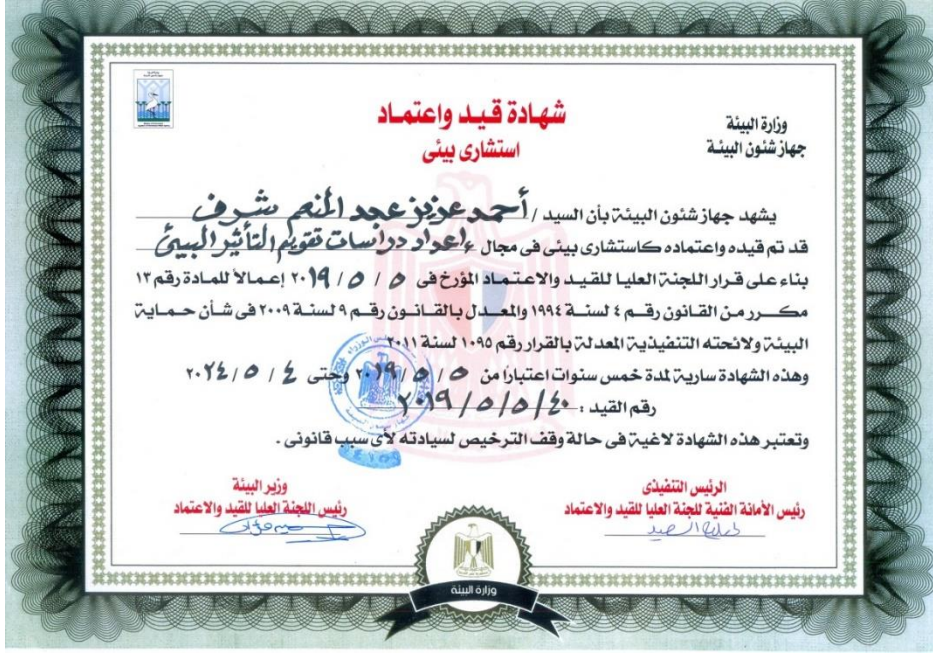 وزارة البيئة
جهاز شئون البيئة
شهادة قيد واعتماد
استشارى بيئى
يشهد جهاز شئون البيئة بأن السيد / أحمد عزيز عبد المنعم شرف
قد تم قيده واعتماده كاستشارى بيئى فى مجال / إعداد دراسات تقويم التأثير البيئى
بناء على قرار اللجنة العليا للقيد والاعتماد المؤرخ فى ٥ / ٥ / ٢٠١٩ إعمالاً للمادة رقم ١٣
مكرر من القانون رقم ٤ لسنة ١٩٩٤ والمعدل بالقانون رقم ٩ لسنة ٢٠٠٩ فى شأن حماية
البيئة ولائحته التنفيذية المعدلة بالقرار رقم ١٠٩٥ لسنة ٢٠١١
وهذه الشهادة سارية لمدة خمس سنوات اعتباراً من ٥ / ٥ / ٢٠١٩ وحتى ٤ / ٥ / ٢٠٢٤
رقم القيد : ٤٠ / ٥ / ٥ / ٢٠١٩
وتعتبر هذه الشهادة لاغية فى حالة وقف الترخيص لسيادته لأى سبب قانونى .
الرئيس التنفيذى
رئيس الأمانة الفنية للجنة العليا للقيد والاعتماد
وزير البيئة
رئيس اللجنة العليا للقيد والاعتماد
وزارة البيئة